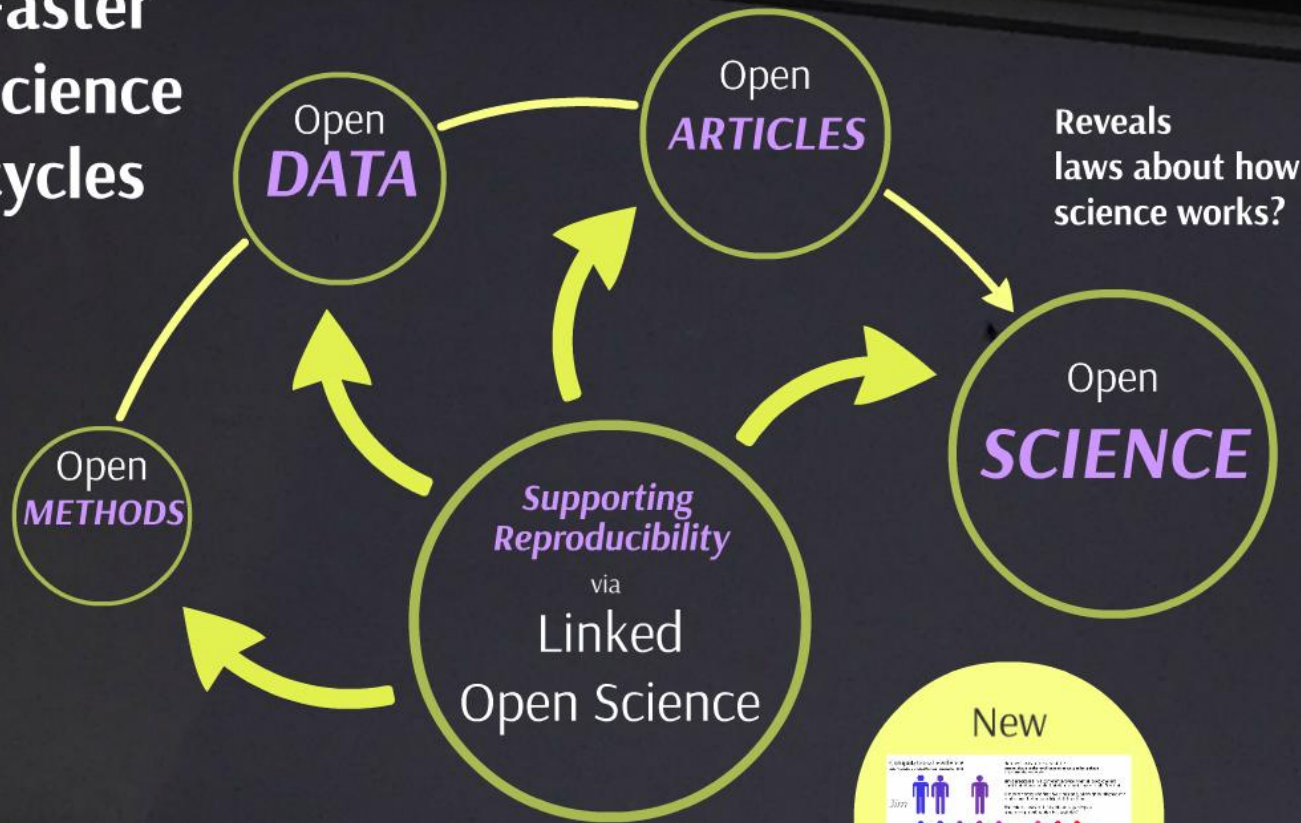 aster
cience
ycles
Open
DATA
Open
ARTICLES
Reveals
laws about how
science works?
Open
METHODS
Supporting
Reproducibility
via
Linked
Open Science
Open
SCIENCE
New
Jim